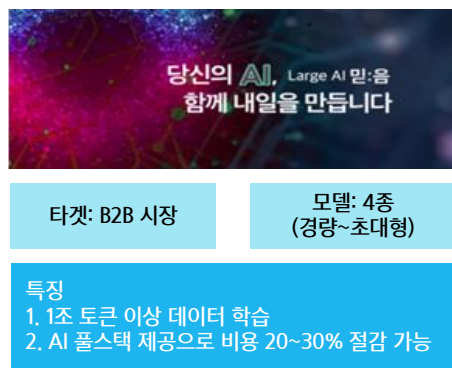 당신의 AI, Large AI 믿:음
함께 내일을 만듭니다
타겟: B2B 시장
모델: 4종
(경량~초대형)
특징
1. 1조 토큰 이상 데이터 학습
2. AI 풀스택 제공으로 비용 20~30% 절감 가능